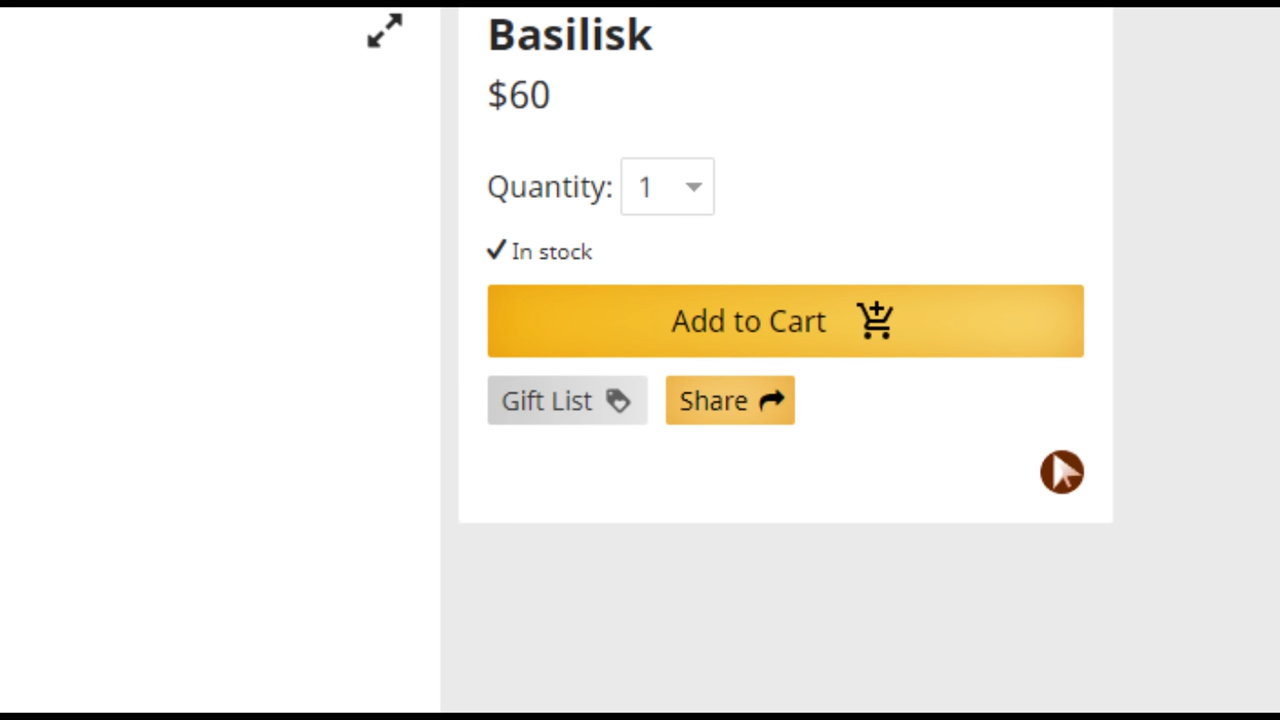 Basilisk
$60
Quantity: 1
In stock
Add to Cart
Gift List Share